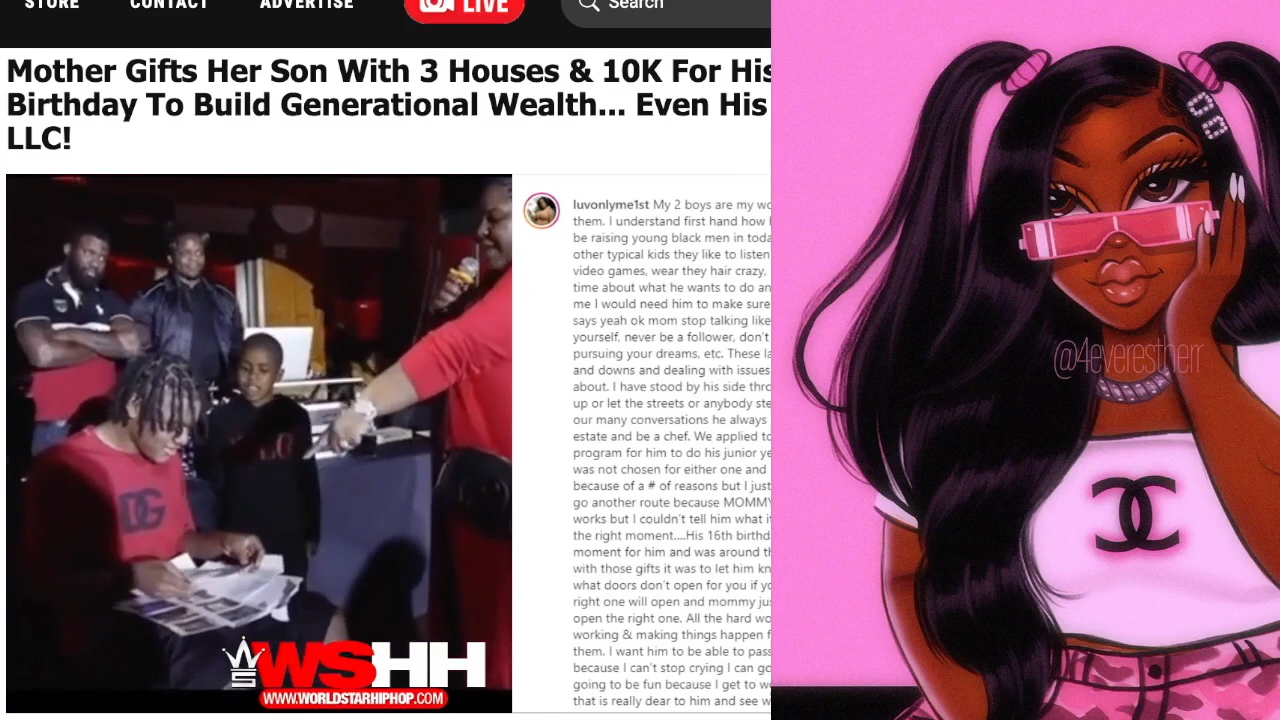 STORE CONTACT ADVERTISE LIVE Search
Mother Gifts Her Son With 3 Houses & 10K For His
Birthday To Build Generational Wealth... Even His
LLC!
luvonlyme1st My 2 boys are my wo
them. I understand first hand how
be raising young black men in toda
other typical kids they like to listen
video games, wear they hair crazy,
time about what he wants to do an
me I would need him to make sure
says yeah ok mom stop talking like
yourself, never be a follower, don't
pursuing your dreams, etc. These la
and downs and dealing with issues
about. I have stood by his side thro
up or let the streets or anybody ste
our many conversations he always
estate and be a chef. We applied to
program for him to do his junior ye
was not chosen for either one and
because of a # of reasons but I just
go another route because MOMMY
works but I couldn't tell him what i
the right moment....His 16th birthd
moment for him and was around th
with those gifts it was to let him kn
what doors don't open for you if yo
right one will open and mommy jus
open the right one. All the hard wo
working & making things happen f
them. I want him to be able to pass
because I can't stop crying I can go
going to be fun because I get to w
that is really dear to him and see w
DG
WSHH
WWW.WORLDSTARHIPHOP.COM
@4everestherr